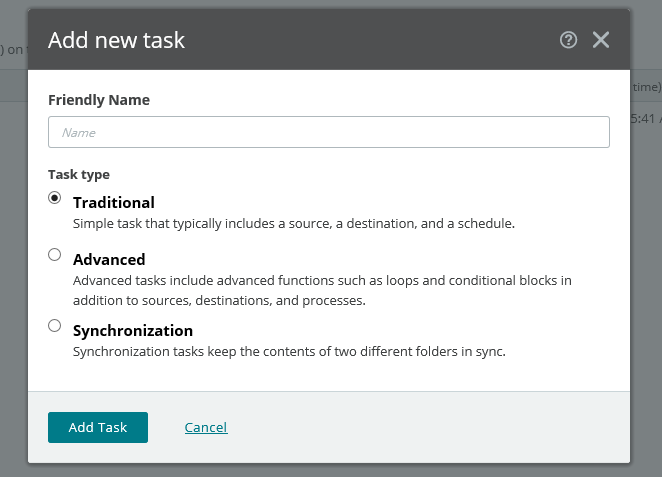 Add new task
) on
time)
Friendly Name
5:41
Name
Task type
Traditional
Simple task that typically includes a source, a destination, and a schedule.
Advanced
Advanced tasks include advanced functions such as loops and conditional blocks in
addition to sources, destinations, and processes.
Synchronization
Synchronization tasks keep the contents of two different folders in sync.
Add Task Cancel